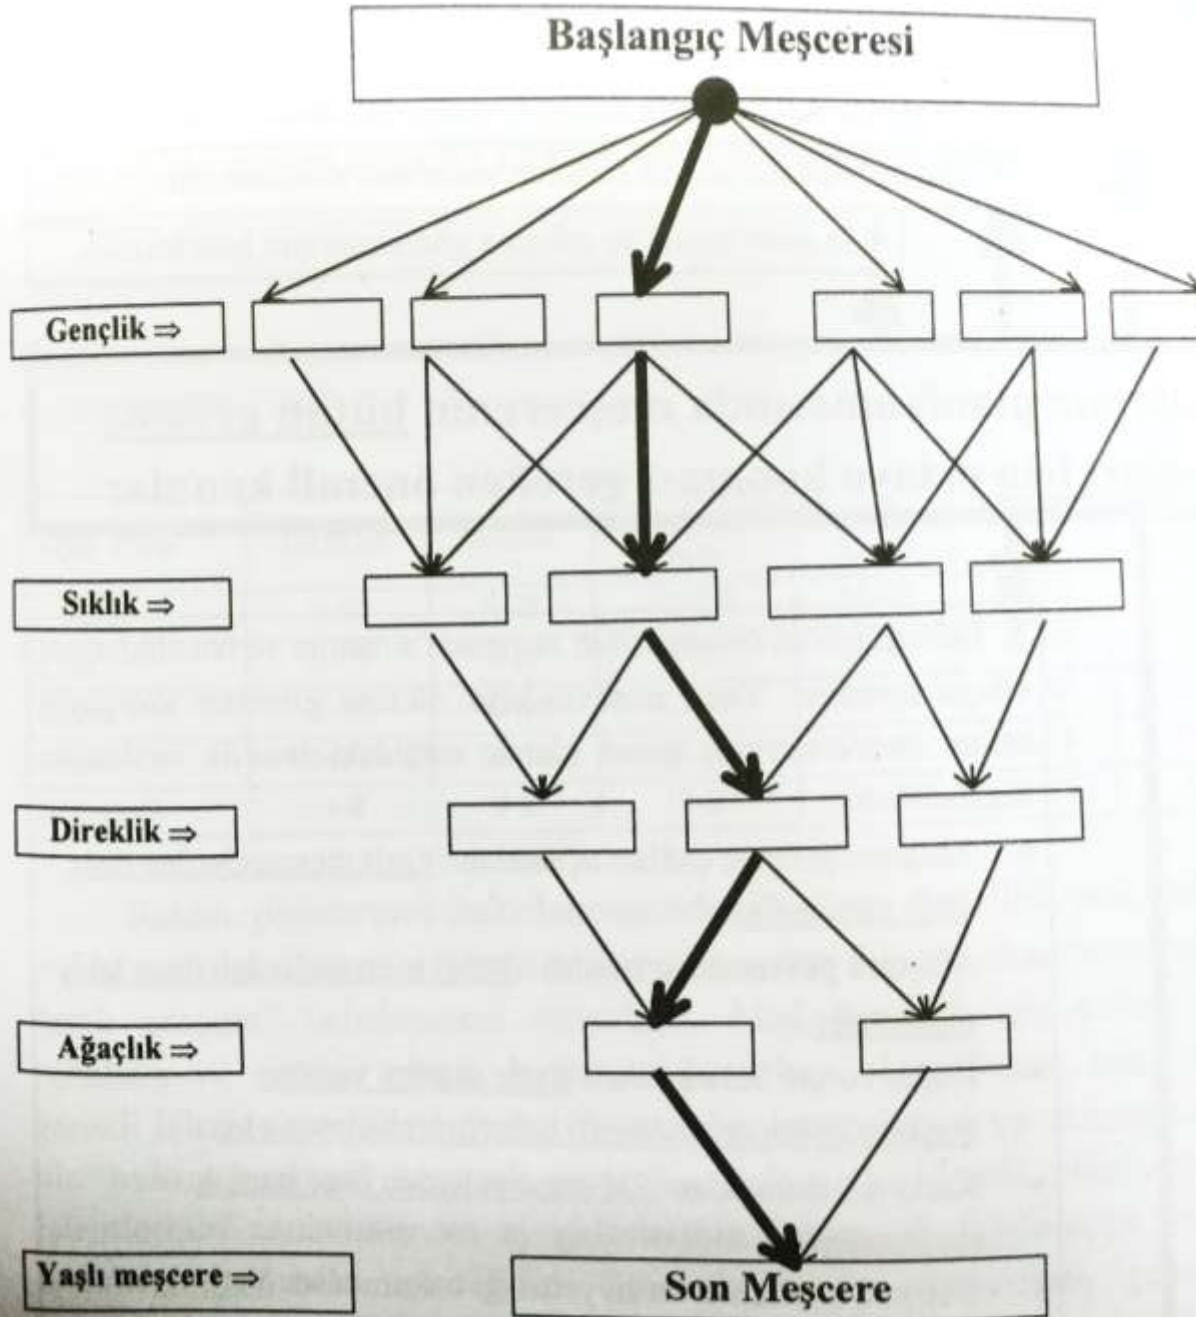 Başlangıç Meşceresi
Gençlik ⇒
Sıklık ⇒
Direklik ⇒
Ağaçlık ⇒
Yaşlı meşcere ⇒
Son Meşcere